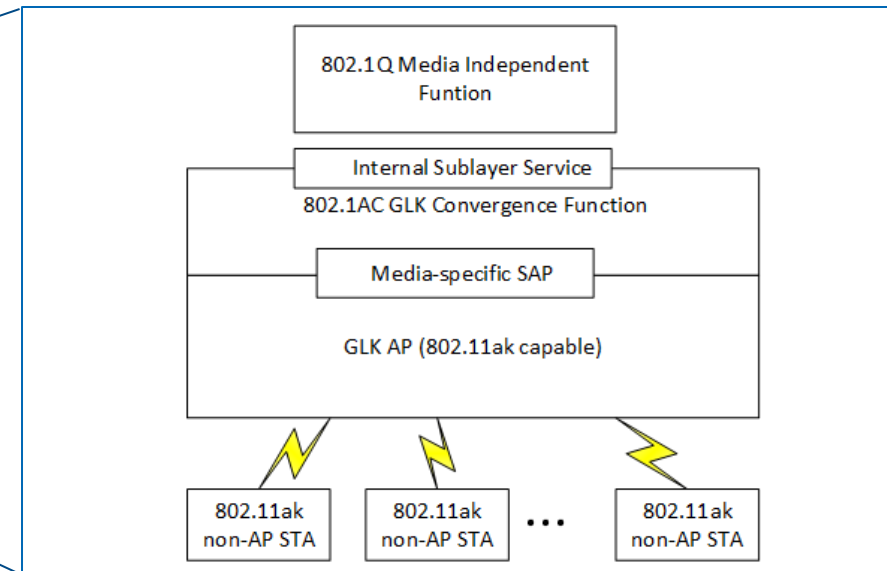 802.1Q Media Independent
Funtion
Internal Sublayer Service
802.1AC GLK Convergence Function
Media-specific SAP
GLK AP (802.11ak capable)
802.11ak
non-AP STA
802.11ak
non-AP STA
...
802.11ak
non-AP STA